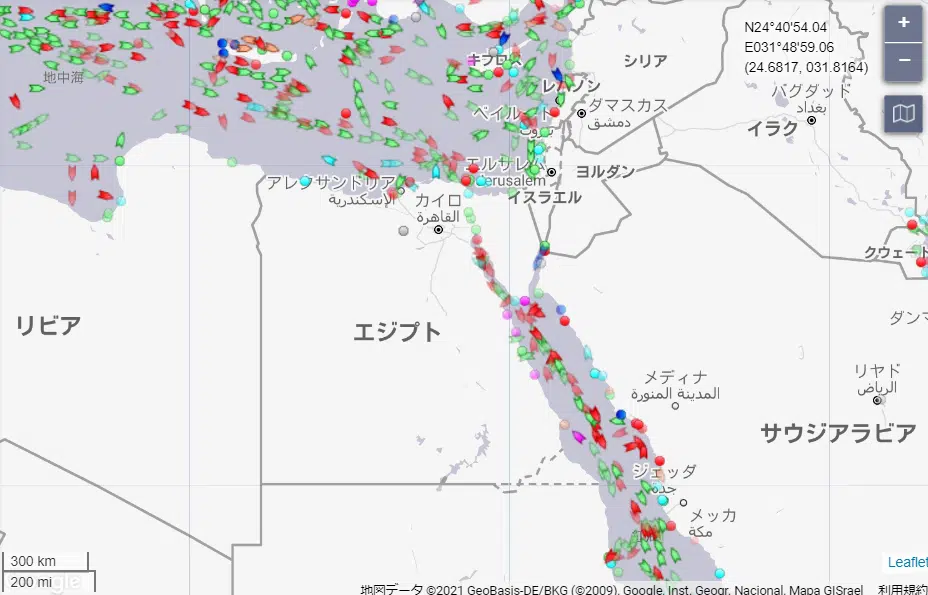 N24°40'54.04
E031°48'59.06
(24.6817, 031.8164)
+
−
地中海
キプロス
シリア
レバノン
ベイルート
بيروت
ダマスカス
دمشق
バグダッド
بغداد
イラク
エルサレム
Jerusalem
ヨルダン
イスラエル
アレクサンドリア
الإسكندرية
カイロ
القاهرة
クウェート
リビア
エジプト
ダンマ
メディナ
المدينة المنورة
リヤド
الرياض
サウジアラビア
ジェッダ
جدة
メッカ
مكة
300 km
200 mi
Leaflet
地図データ ©2021 GeoBasis-DE/BKG (©2009), Google, Inst. Geogr. Nacional, Mapa GISrael 利用規約